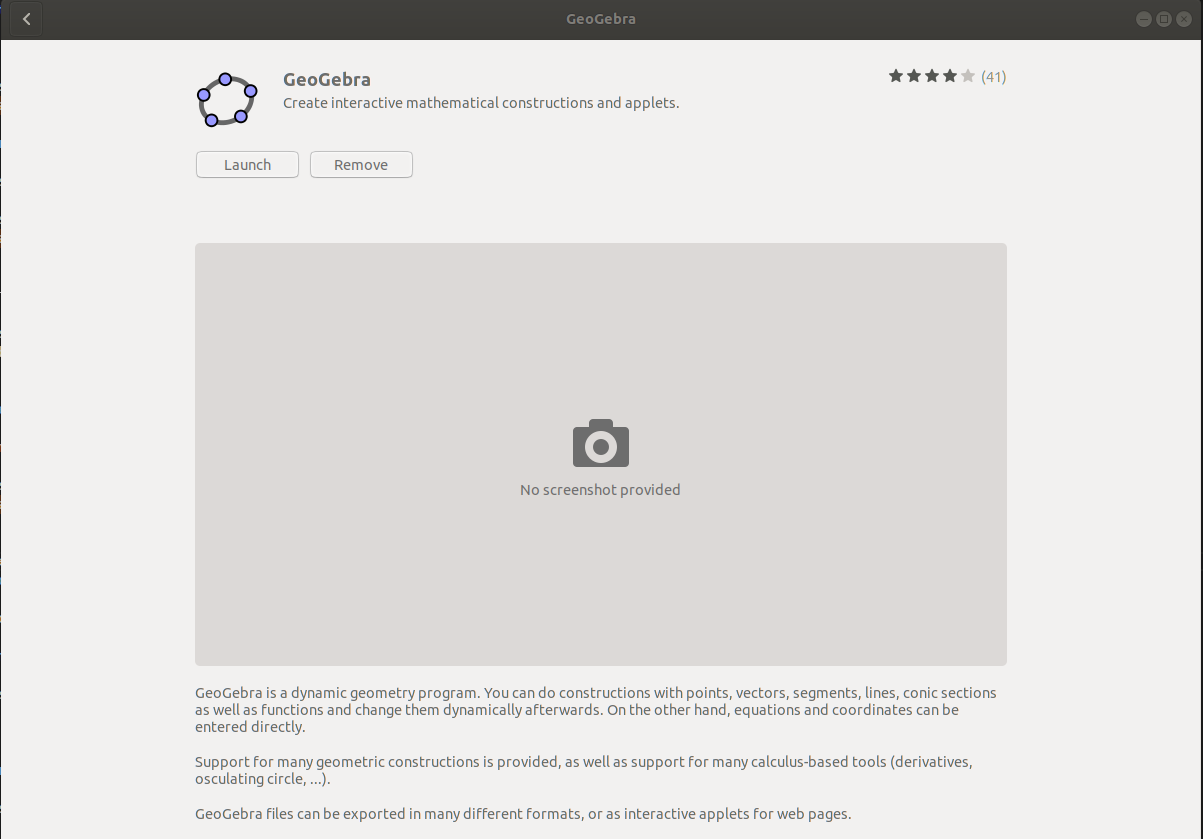 GeoGebra
GeoGebra
(41)
Create interactive mathematical constructions and applets.
Launch
Remove
No screenshot provided
GeoGebra is a dynamic geometry program. You can do constructions with points, vectors, segments, lines, conic sections
as well as functions and change them dynamically afterwards. On the other hand, equations and coordinates can be
entered directly.
Support for many geometric constructions is provided, as well as support for many calculus-based tools (derivatives,
osculating circle, ...).
GeoGebra files can be exported in many different formats, or as interactive applets for web pages.